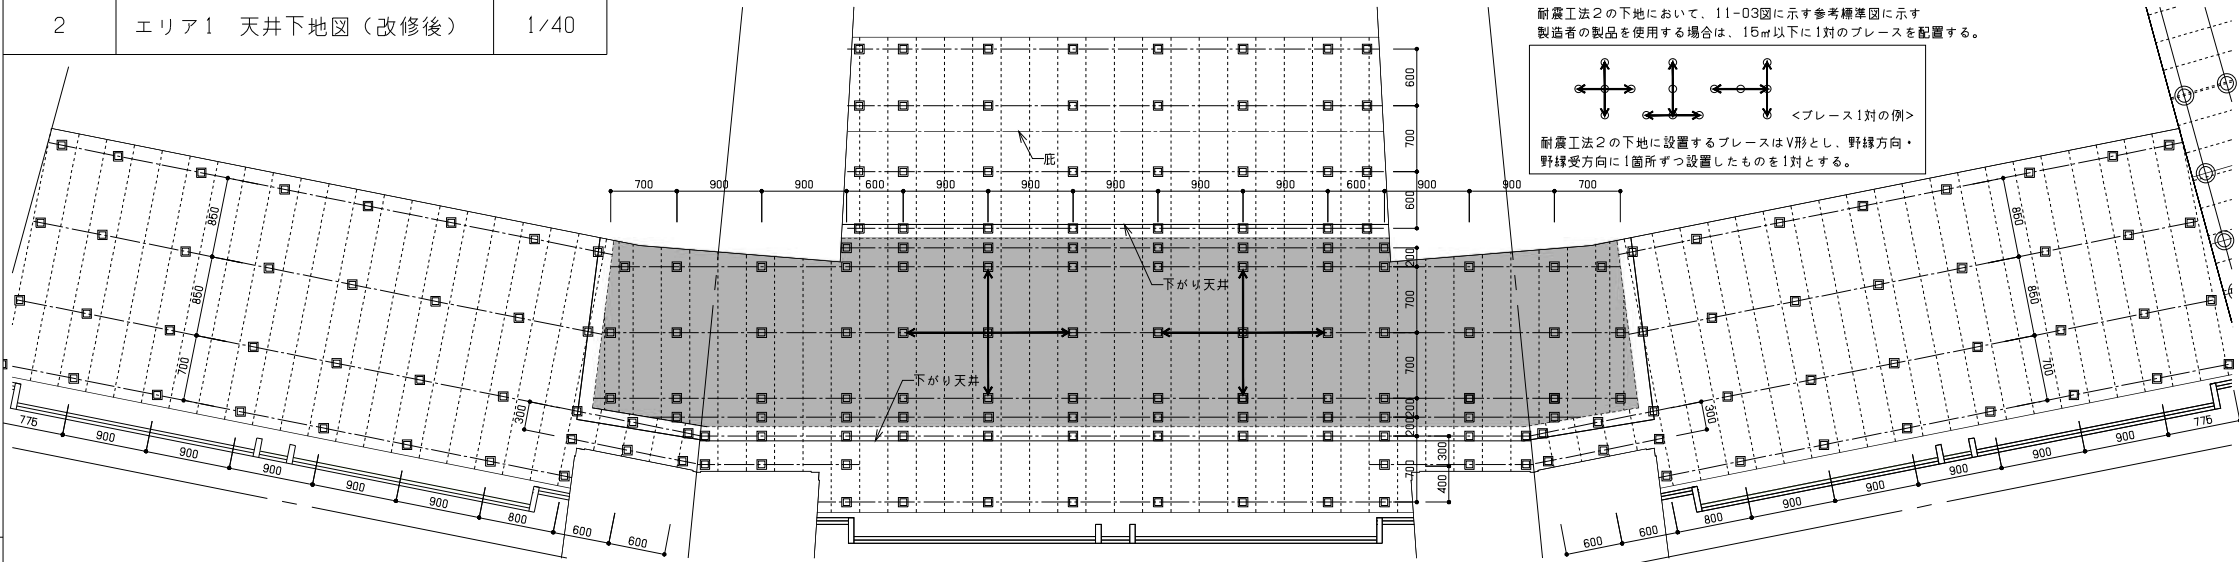 2 エリア1 天井下地図（改修後） 1/40
耐震工法2の下地において、11-03図に示す参考標準図に示す
製造者の製品を使用する場合は、15㎡以下に1対のブレースを配置する。
<ブレース1対の例>
耐震工法2の下地に設置するブレースはV形とし、野縁方向・
野縁受方向に1箇所ずつ設置したものを1対とする。
庇
700 900 900 600 900 900 900 900 900 600 900 900 700
下がり天井
下がり天井
600
700
600
200
700
700
200
200
700
300
400
850
850
700
300
850
850
700
300
775 900 900 900 900 900 800 600 600
600 600 800 900 900 900 900 900 775